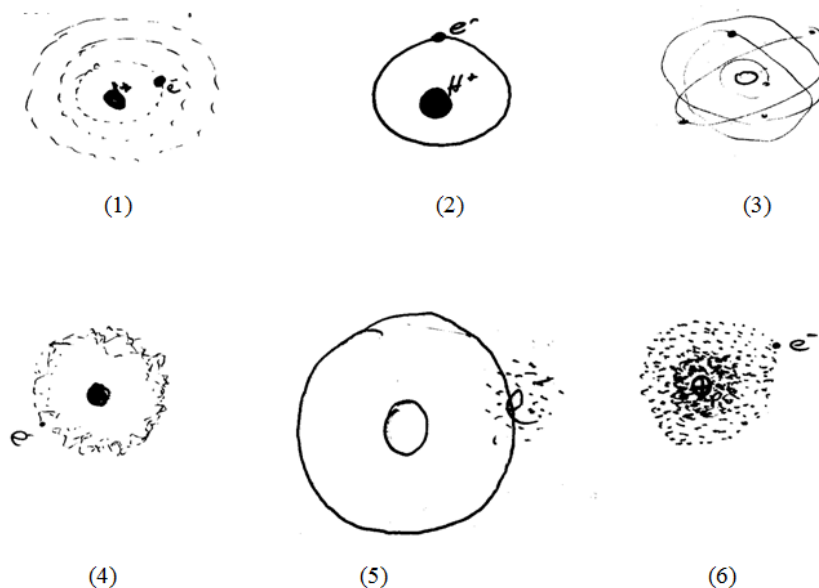 e⁻
H⁺
+ e⁻
(1) (2) (3)
e⁻
e
e⁻
+
(4) (5) (6)